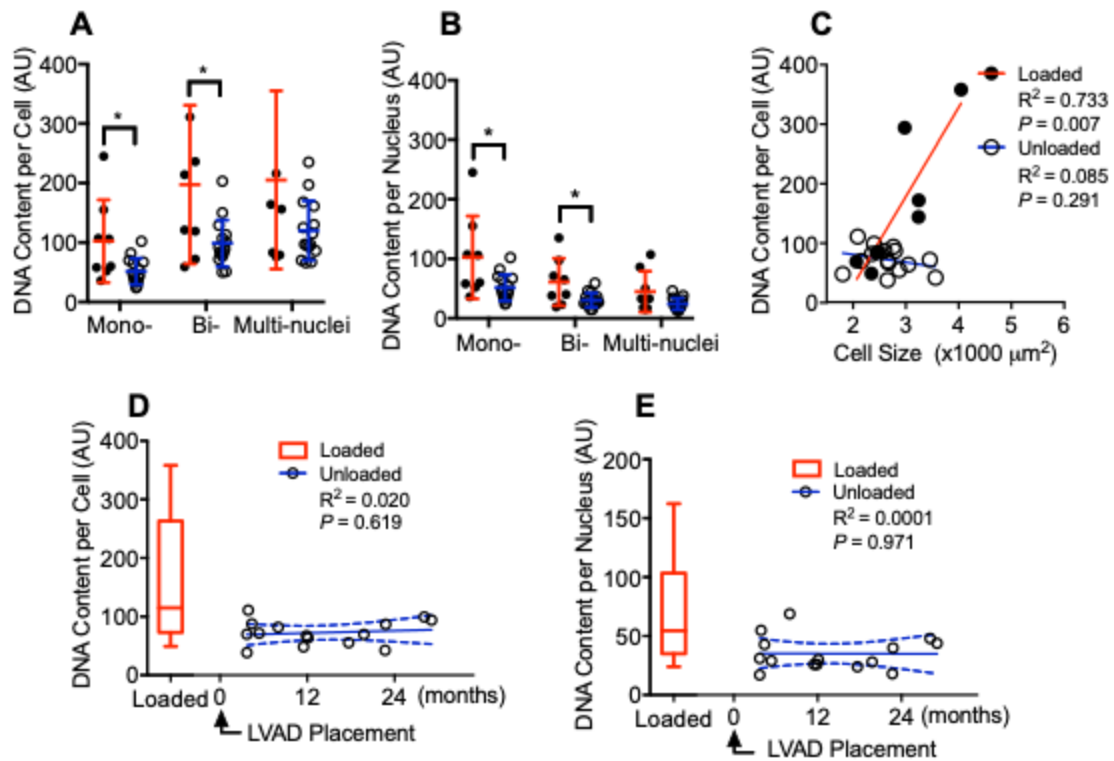 A
DNA Content per Cell (AU)
400
300
200
100
0
*
*
Mono-
Bi-
Multi-nuclei
B
DNA Content per Nucleus (AU)
400
300
200
100
0
*
*
Mono-
Bi-
Multi-nuclei
C
DNA Content per Cell (AU)
400
300
200
100
0
Loaded
R² = 0.733
P = 0.007
Unloaded
R² = 0.085
P = 0.291
2 3 4 5 6
Cell Size (x1000 μm²)
D
DNA Content per Cell (AU)
400
300
200
100
0
Loaded
Unloaded
R² = 0.020
P = 0.619
Loaded 0 12 24 (months)
LVAD Placement
E
DNA Content per Nucleus (AU)
200
150
100
50
0
Loaded
Unloaded
R² = 0.0001
P = 0.971
Loaded 0 12 24 (months)
LVAD Placement